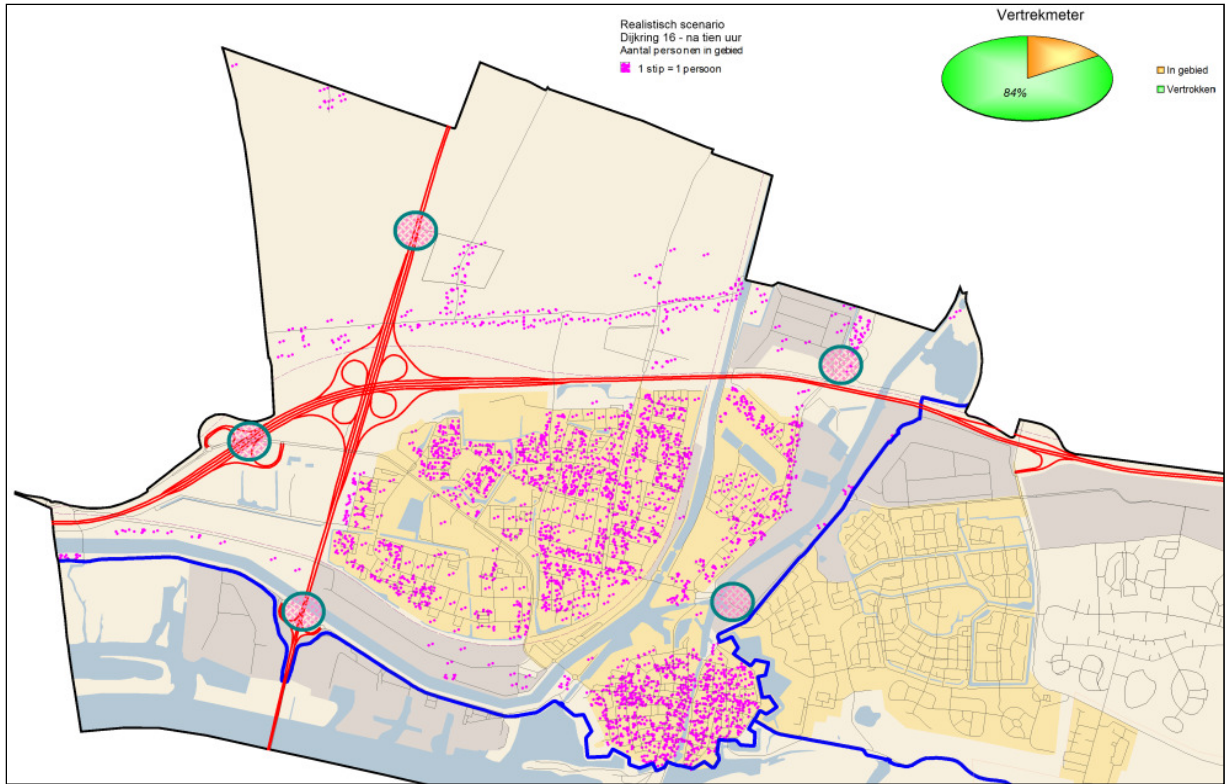 Realistisch scenario
Dijkring 16 - na tien uur
Aantal personen in gebied
1 stip = 1 persoon
Vertrekmeter
84%
In gebied
Vertrokken